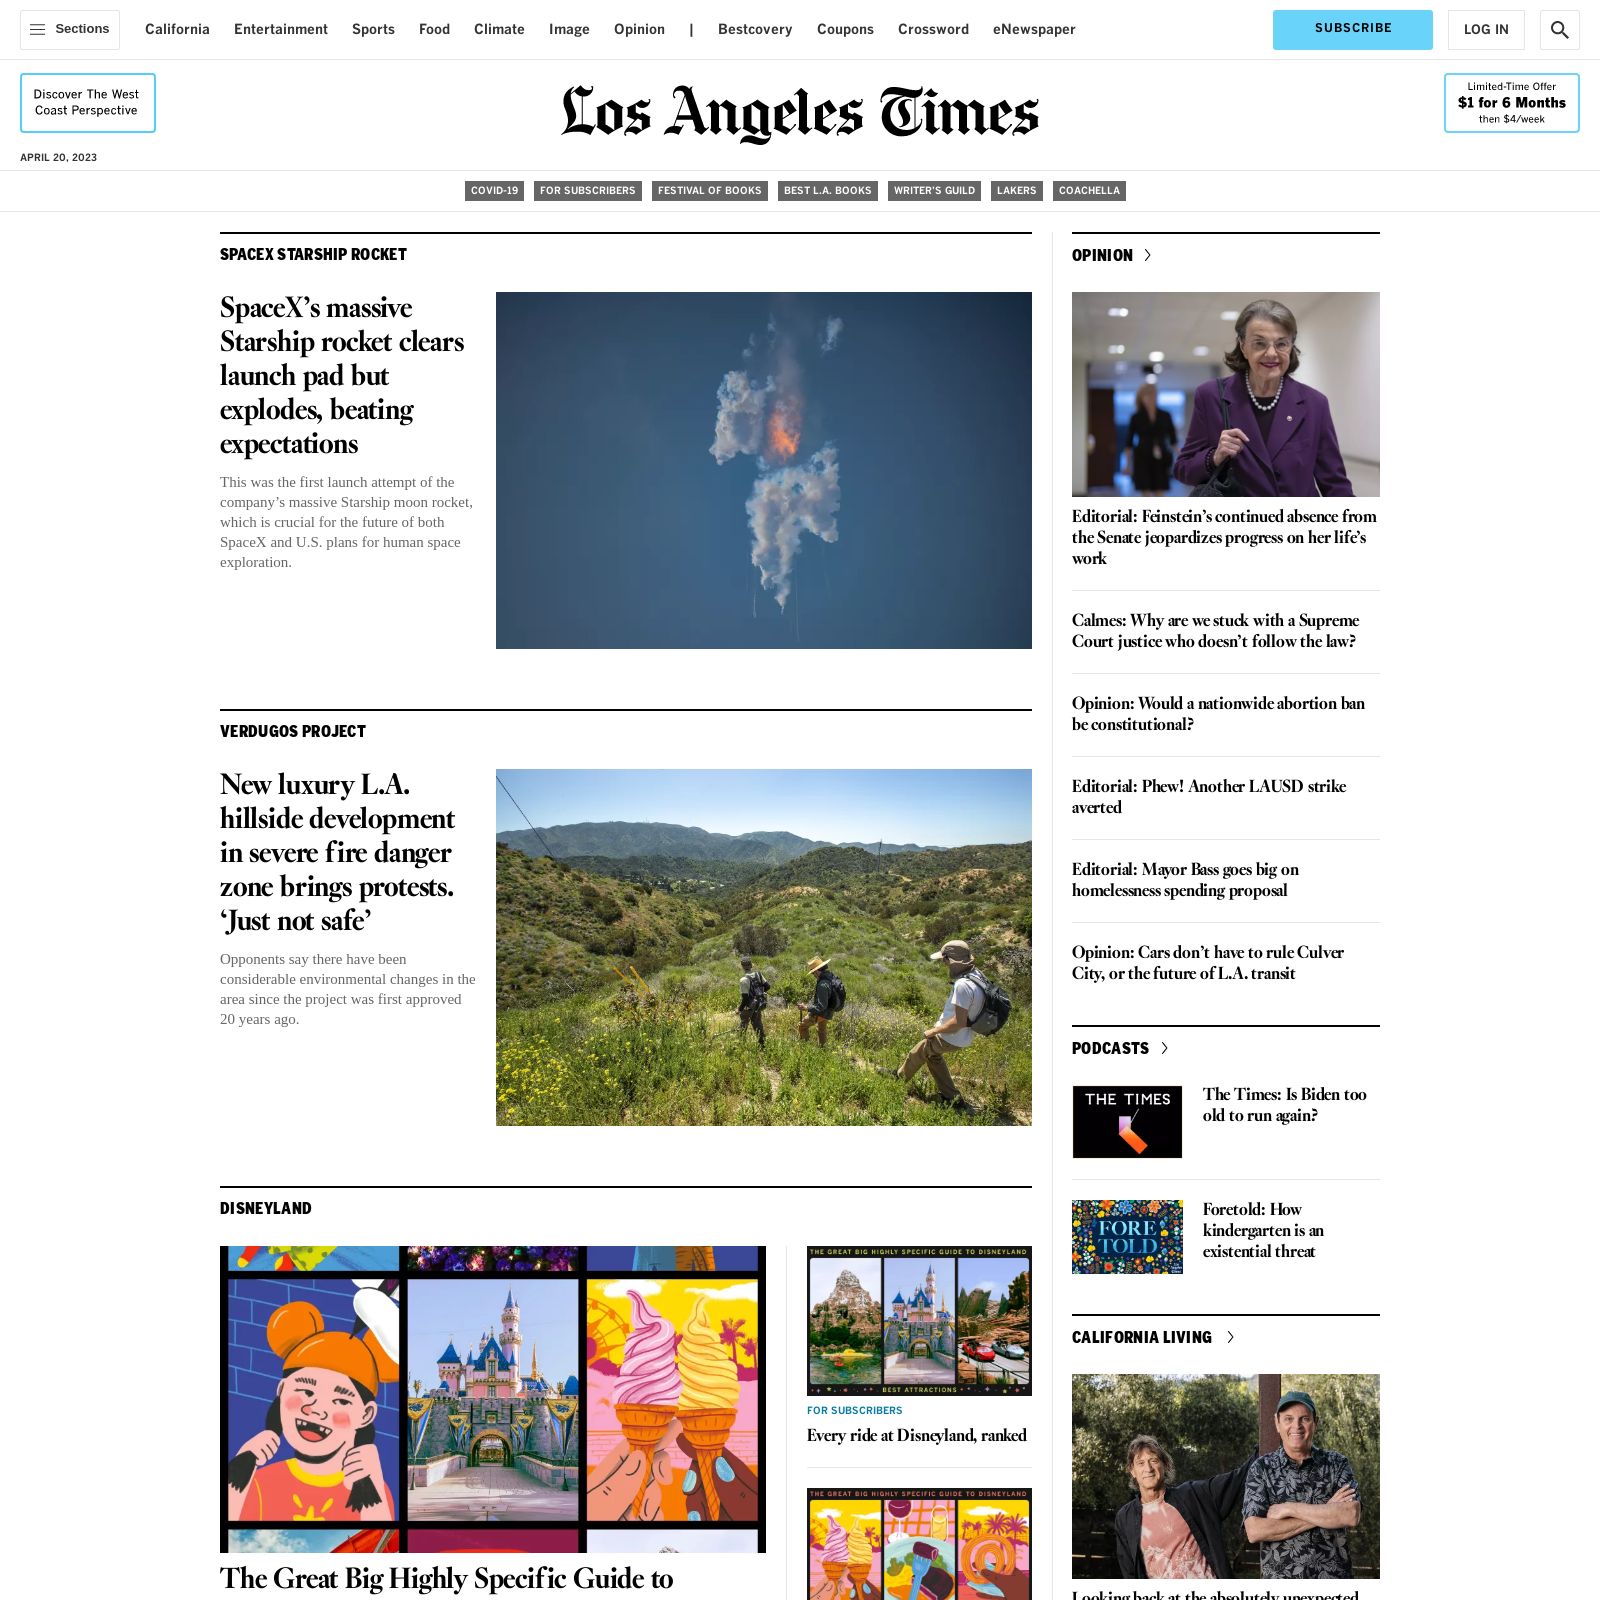 Sections
California
Entertainment
Sports
Food
Climate
Image
Opinion
|
Bestcovery
Coupons
Crossword
eNewspaper
SUBSCRIBE
LOG IN
Discover The West
Coast Perspective
Los Angeles Times
Limited-Time Offer
$1 for 6 Months
then $4/week
APRIL 20, 2023
COVID-19
FOR SUBSCRIBERS
FESTIVAL OF BOOKS
BEST L.A. BOOKS
WRITER'S GUILD
LAKERS
COACHELLA
SPACEX STARSHIP ROCKET
SpaceX’s massive
Starship rocket clears
launch pad but
explodes, beating
expectations
This was the first launch attempt of the
company’s massive Starship moon rocket,
which is crucial for the future of both
SpaceX and U.S. plans for human space
exploration.
VERDUGOS PROJECT
New luxury L.A.
hillside development
in severe fire danger
zone brings protests.
‘Just not safe’
Opponents say there have been
considerable environmental changes in the
area since the project was first approved
20 years ago.
DISNEYLAND
The Great Big Highly Specific Guide to
THE GREAT BIG HIGHLY SPECIFIC GUIDE TO DISNEYLAND
BEST ATTRACTIONS
FOR SUBSCRIBERS
Every ride at Disneyland, ranked
THE GREAT BIG HIGHLY SPECIFIC GUIDE TO DISNEYLAND
OPINION
Editorial: Feinstein’s continued absence from
the Senate jeopardizes progress on her life’s
work
Calmes: Why are we stuck with a Supreme
Court justice who doesn’t follow the law?
Opinion: Would a nationwide abortion ban
be constitutional?
Editorial: Phew! Another LAUSD strike
averted
Editorial: Mayor Bass goes big on
homelessness spending proposal
Opinion: Cars don’t have to rule Culver
City, or the future of L.A. transit
PODCASTS
THE TIMES
The Times: Is Biden too
old to run again?
FORE
TOLD
Foretold: How
kindergarten is an
existential threat
CALIFORNIA LIVING
Looking back at the absolutely unexpected